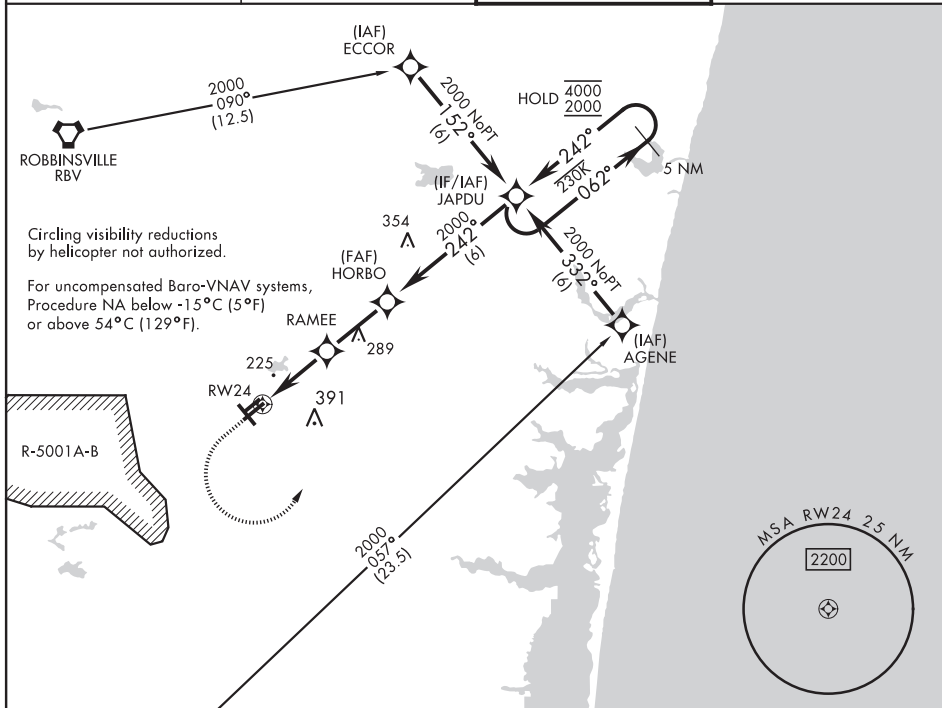 (IAF)
ECCOR
2000
090°
(12.5)
ROBBINSVILLE
RBV
2000 NoPT
152°
(6)
HOLD 4000
2000
242°
230K
062°
5 NM
(IF/IAF)
JAPDU
2000
242°
(6)
2000 NoPT
332°
(6)
(IAF)
AGENE
354
(FAF)
HORBO
RAMEE
289
225
RW24
391
Circling visibility reductions
by helicopter not authorized.
For uncompensated Baro-VNAV systems,
Procedure NA below -15°C (5°F)
or above 54°C (129°F).
R-5001A-B
2000
057°
(23.5)
MSA RW24 25 NM
2200